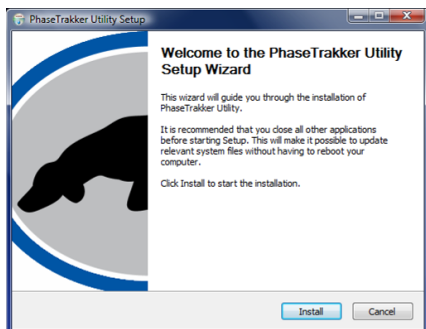 PhaseTrakker Utility Setup
Welcome to the PhaseTrakker Utility
Setup Wizard
This wizard will guide you through the installation of
PhaseTrakker Utility.
It is recommended that you close all other applications
before starting Setup. This will make it possible to update
relevant system files without having to reboot your
computer.
Click Install to start the installation.
Install
Cancel